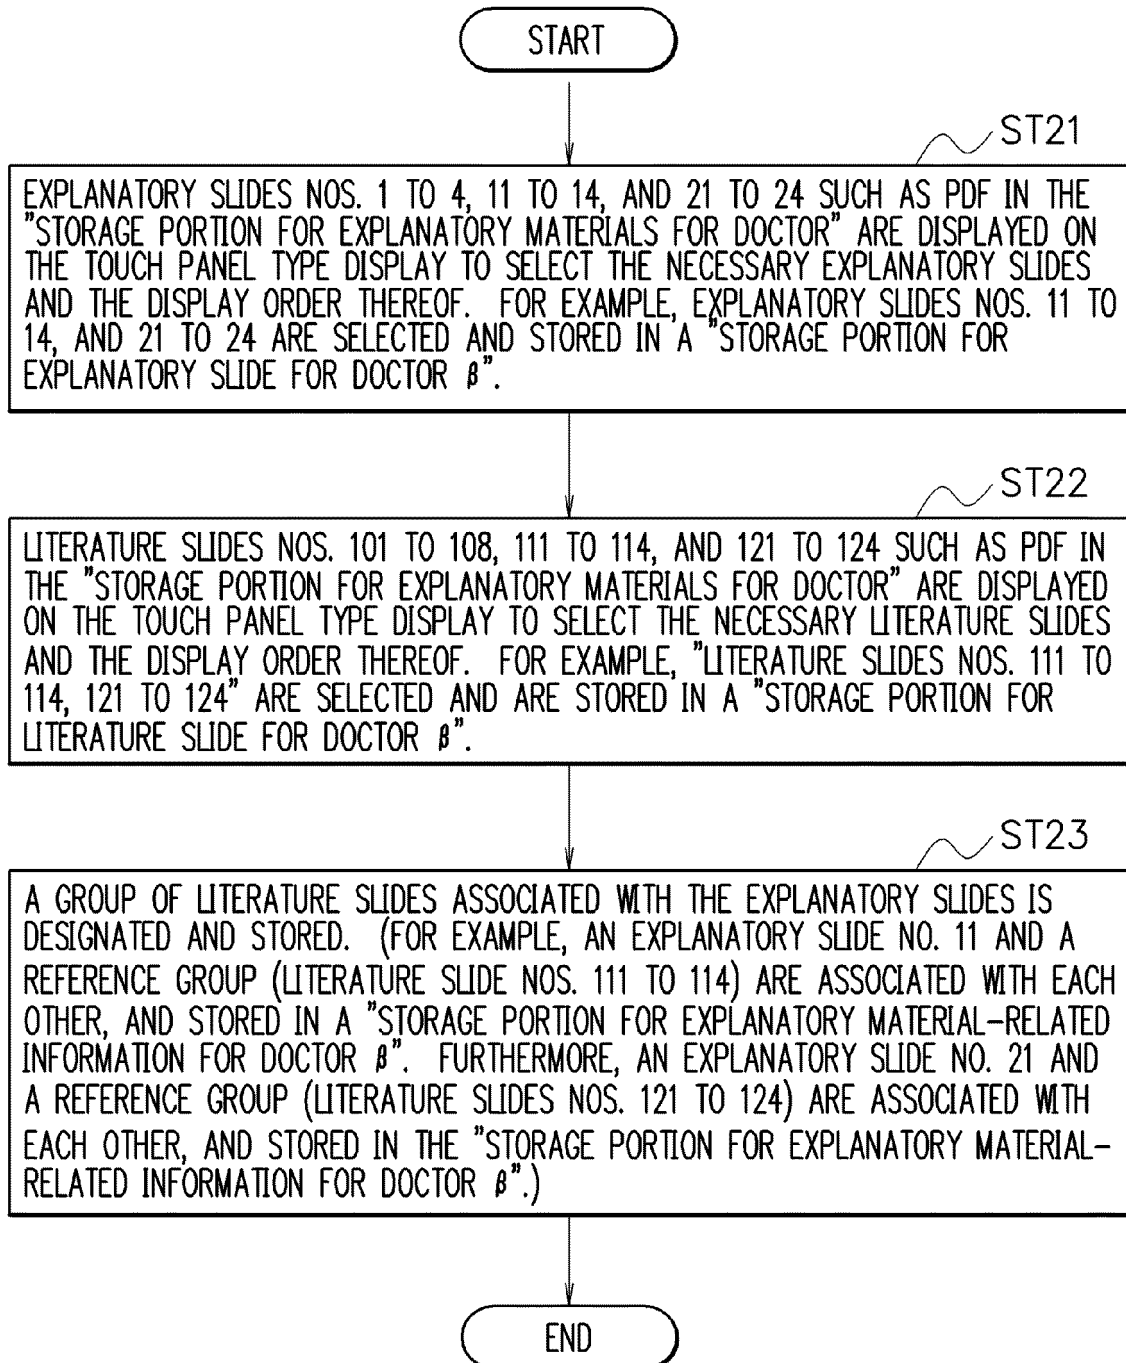 START
ST21
EXPLANATORY SLIDES NOS. 1 TO 4, 11 TO 14, AND 21 TO 24 SUCH AS PDF IN THE
"STORAGE PORTION FOR EXPLANATORY MATERIALS FOR DOCTOR" ARE DISPLAYED ON
THE TOUCH PANEL TYPE DISPLAY TO SELECT THE NECESSARY EXPLANATORY SLIDES
AND THE DISPLAY ORDER THEREOF. FOR EXAMPLE, EXPLANATORY SLIDES NOS. 11 TO
14, AND 21 TO 24 ARE SELECTED AND STORED IN A "STORAGE PORTION FOR
EXPLANATORY SLIDE FOR DOCTOR β".
ST22
LITERATURE SLIDES NOS. 101 TO 108, 111 TO 114, AND 121 TO 124 SUCH AS PDF IN
THE "STORAGE PORTION FOR EXPLANATORY MATERIALS FOR DOCTOR" ARE DISPLAYED
ON THE TOUCH PANEL TYPE DISPLAY TO SELECT THE NECESSARY LITERATURE SLIDES
AND THE DISPLAY ORDER THEREOF. FOR EXAMPLE, "LITERATURE SLIDES NOS. 111 TO
114, 121 TO 124" ARE SELECTED AND ARE STORED IN A "STORAGE PORTION FOR
LITERATURE SLIDE FOR DOCTOR β".
ST23
A GROUP OF LITERATURE SLIDES ASSOCIATED WITH THE EXPLANATORY SLIDES IS
DESIGNATED AND STORED. (FOR EXAMPLE, AN EXPLANATORY SLIDE NO. 11 AND A
REFERENCE GROUP (LITERATURE SLIDE NOS. 111 TO 114) ARE ASSOCIATED WITH EACH
OTHER, AND STORED IN A "STORAGE PORTION FOR EXPLANATORY MATERIAL-RELATED
INFORMATION FOR DOCTOR β". FURTHERMORE, AN EXPLANATORY SLIDE NO. 21 AND
A REFERENCE GROUP (LITERATURE SLIDES NOS. 121 TO 124) ARE ASSOCIATED WITH
EACH OTHER, AND STORED IN THE "STORAGE PORTION FOR EXPLANATORY MATERIAL-
RELATED INFORMATION FOR DOCTOR β".)
END